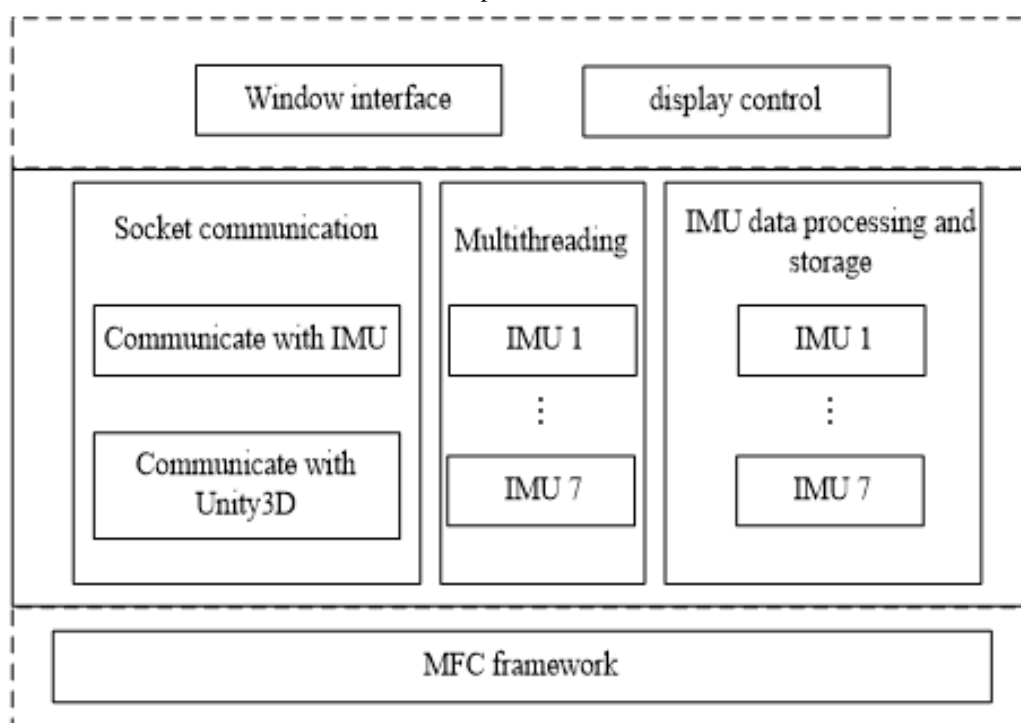 Window interface
display control
Socket communication
Communicate with IMU
Communicate with
Unity3D
Multithreading
IMU 1
⋮
IMU 7
IMU data processing and
storage
IMU 1
⋮
IMU 7
MFC framework